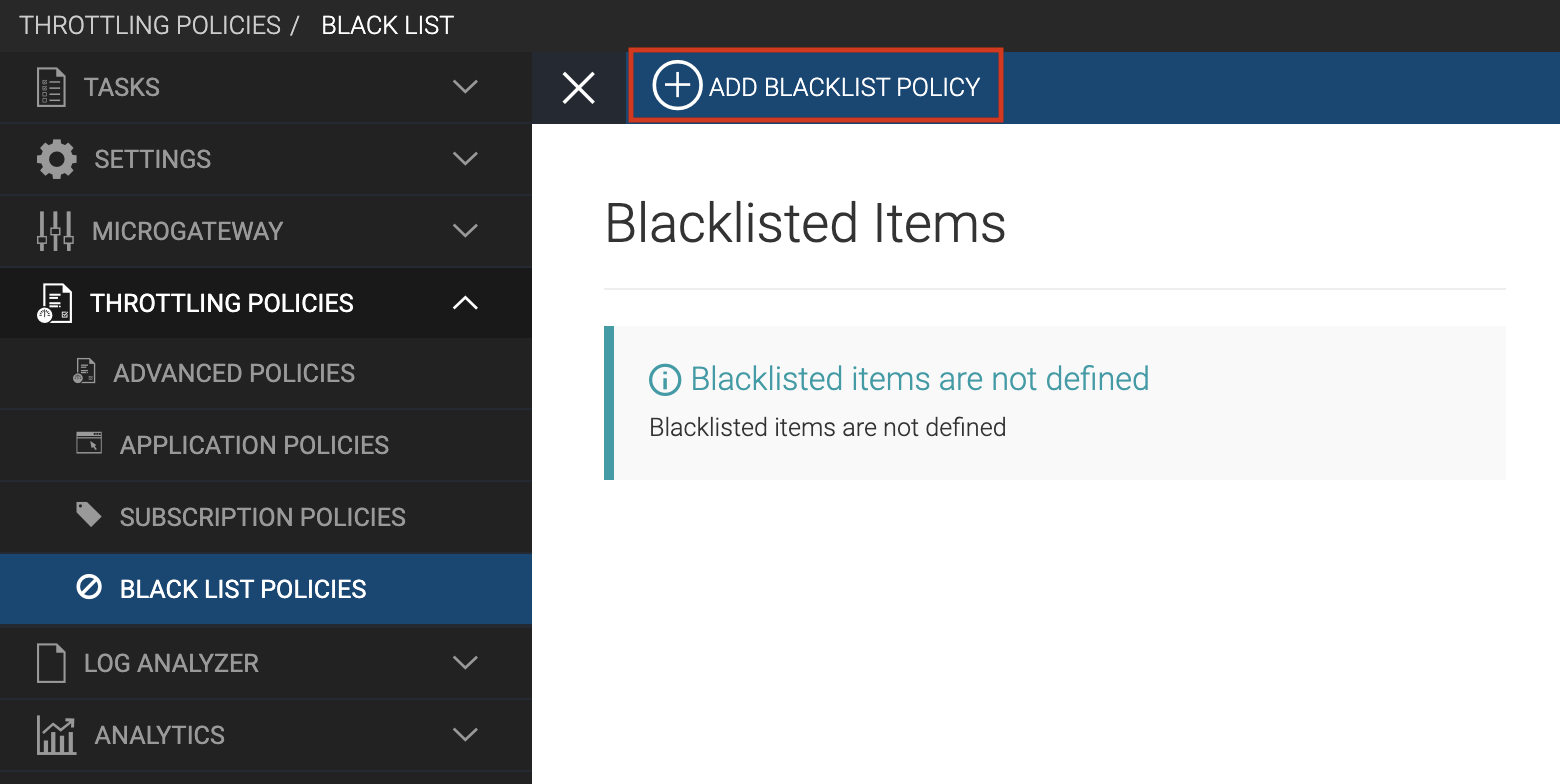 THROTTLING POLICIES / BLACK LIST
TASKS
SETTINGS
MICROGATEWAY
THROTTLING POLICIES
ADVANCED POLICIES
APPLICATION POLICIES
SUBSCRIPTION POLICIES
BLACK LIST POLICIES
LOG ANALYZER
ANALYTICS
ADD BLACKLIST POLICY
Blacklisted Items
Blacklisted items are not defined
Blacklisted items are not defined